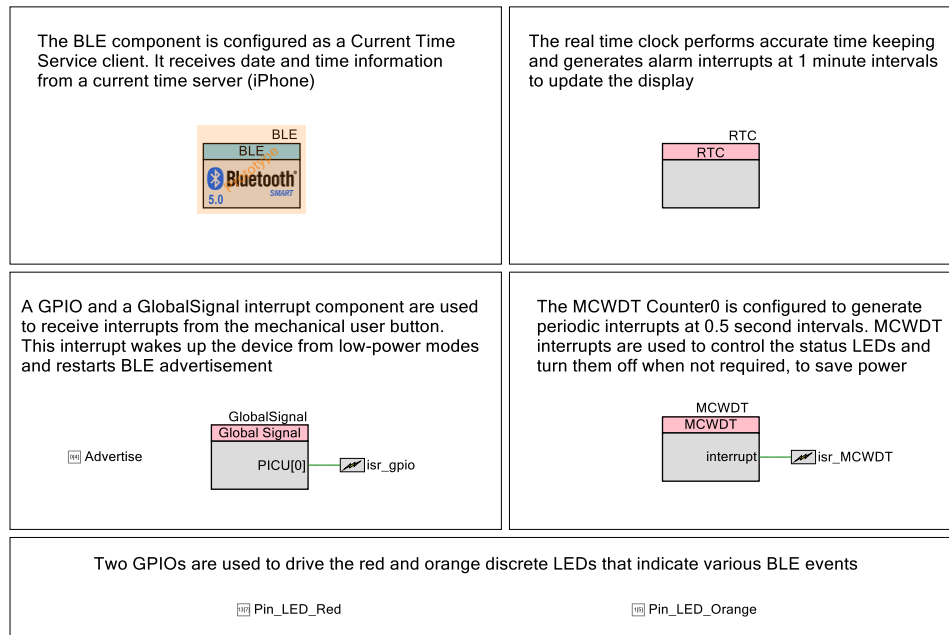 The BLE component is configured as a Current Time
Service client. It receives date and time information
from a current time server (iPhone)
BLE
BLE
prototype
Bluetooth
SMART
5.0
The real time clock performs accurate time keeping
and generates alarm interrupts at 1 minute intervals
to update the display
RTC
RTC
A GPIO and a GlobalSignal interrupt component are used
to receive interrupts from the mechanical user button.
This interrupt wakes up the device from low-power modes
and restarts BLE advertisement
GlobalSignal
Global Signal
PICU[0]
isr_gpio
0[4] Advertise
The MCWDT Counter0 is configured to generate
periodic interrupts at 0.5 second intervals. MCWDT
interrupts are used to control the status LEDs and
turn them off when not required, to save power
MCWDT
MCWDT
interrupt
isr_MCWDT
Two GPIOs are used to drive the red and orange discrete LEDs that indicate various BLE events
13[7] Pin_LED_Red
1[5] Pin_LED_Orange